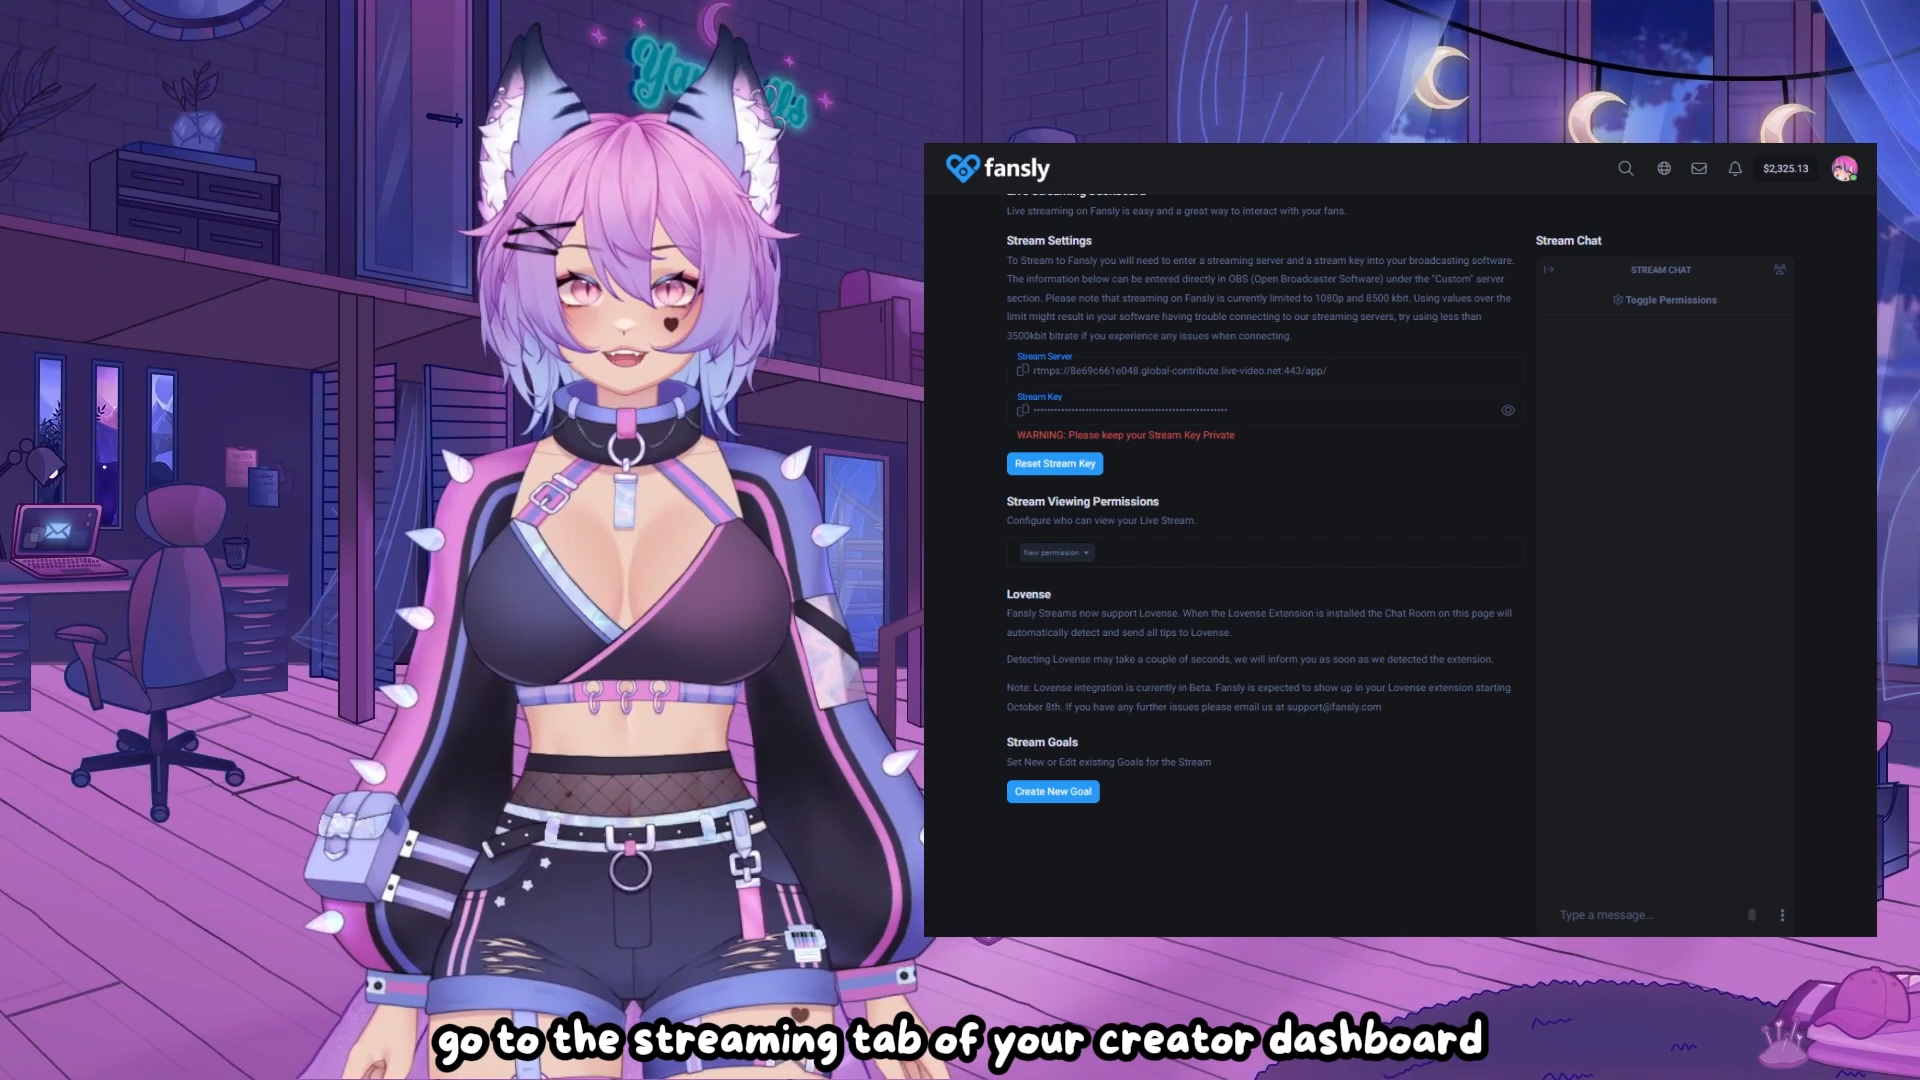 fansly
$2,325.13
Live Streaming Dashboard
Live streaming on Fansly is easy and a great way to interact with your fans.
Stream Settings
To Stream to Fansly you will need to enter a streaming server and a stream key into your broadcasting software.
The information below can be entered directly in OBS (Open Broadcaster Software) under the "Custom" server
section. Please note that streaming on Fansly is currently limited to 1080p and 8500 kbit. Using values over the
limit might result in your software having trouble connecting to our streaming servers, try using less than
3500kbit bitrate if you experience any issues when connecting.
Stream Server
rtmps://8e69c661e048.global-contribute.live-video.net:443/app/
Stream Key
WARNING: Please keep your Stream Key Private
Reset Stream Key
Stream Viewing Permissions
Configure who can view your Live Stream.
New permission
Lovense
Fansly Streams now support Lovense. When the Lovense Extension is installed the Chat Room on this page will
automatically detect and send all tips to Lovense.
Detecting Lovense may take a couple of seconds, we will inform you as soon as we detected the extension.
Note: Lovense integration is currently in Beta. Fansly is expected to show up in your Lovense extension starting
October 8th. If you have any further issues please email us at support@fansly.com
Stream Goals
Set New or Edit existing Goals for the Stream
Create New Goal
Stream Chat
STREAM CHAT
Toggle Permissions
Type a message...
go to the streaming tab of your creator dashboard